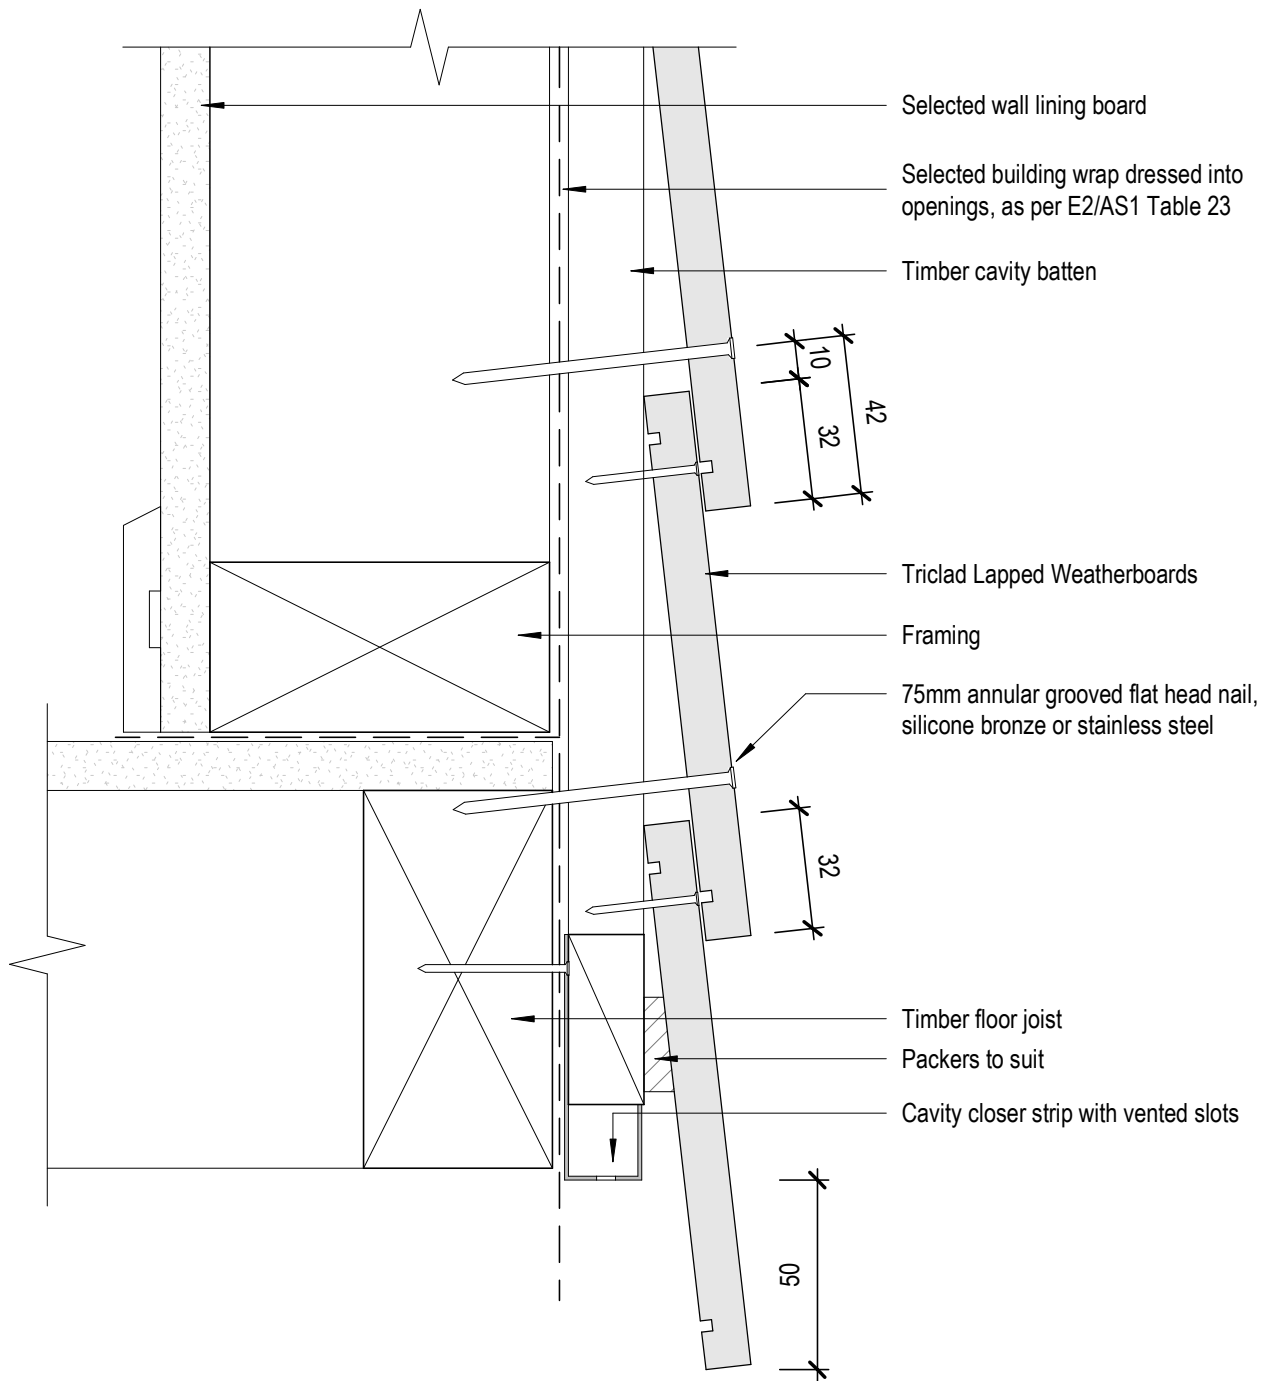 Selected wall lining board
Selected building wrap dressed into
openings, as per E2/AS1 Table 23
Timber cavity batten
10
42
32
Triclad Lapped Weatherboards
Framing
75mm annular grooved flat head nail,
silicone bronze or stainless steel
32
Timber floor joist
Packers to suit
Cavity closer strip with vented slots
50